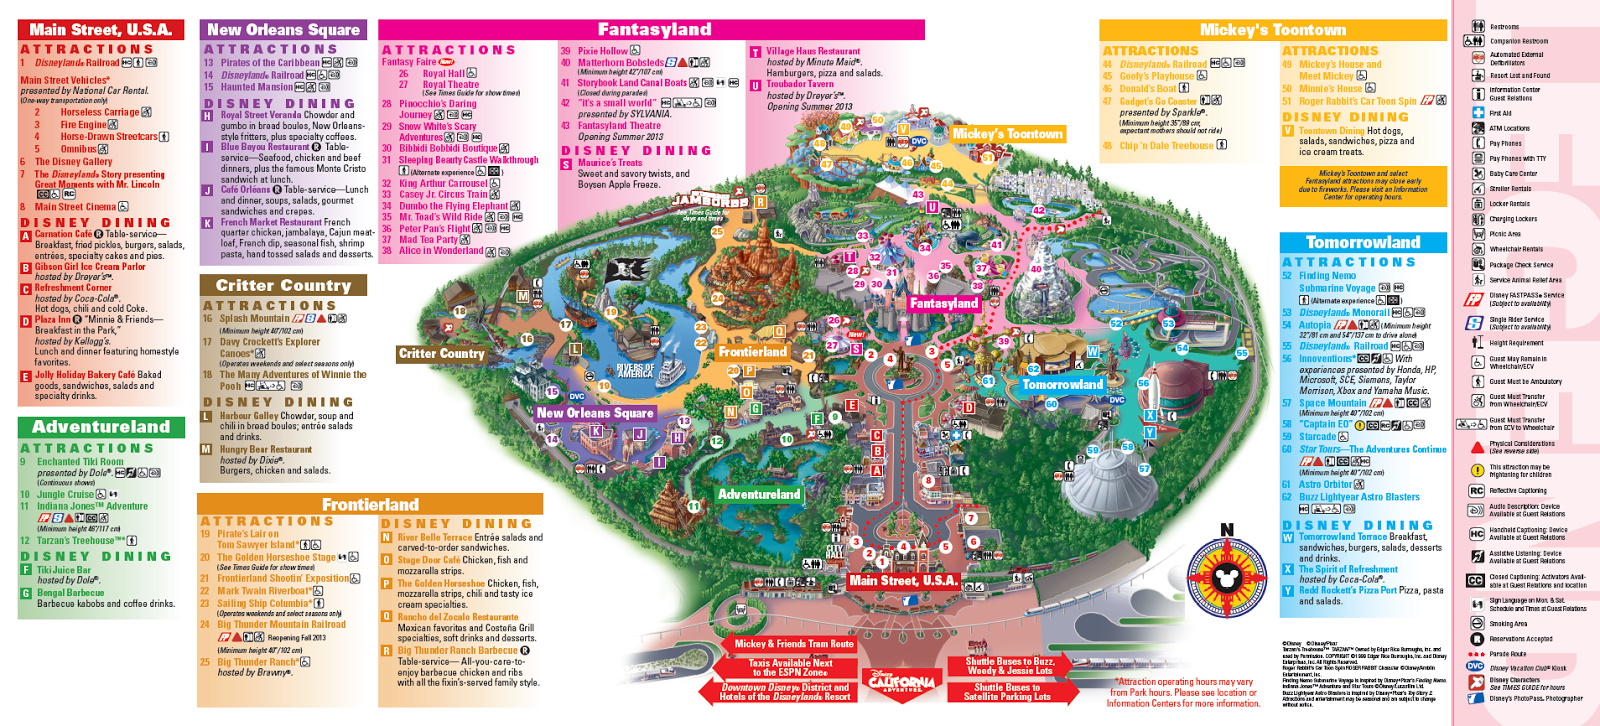 Main Street, U.S.A.
ATTRACTIONS
1 Disneyland® Railroad
Main Street Vehicles*
presented by National Car Rental.
(One-way transportation only)
2 Horseless Carriage
3 Fire Engine
4 Horse-Drawn Streetcars
5 Omnibus
6 The Disney Gallery
7 The Disneyland® Story presenting
Great Moments with Mr. Lincoln
8 Main Street Cinema
DISNEY DINING
A Carnation Café R Table-service—
Breakfast, fried pickles, burgers, salads,
entrées, specialty cakes and pies.
B Gibson Girl Ice Cream Parlor
hosted by Dreyer's™.
C Refreshment Corner
hosted by Coca-Cola®.
Hot dogs, chili and cold Coke.
D Plaza Inn R "Minnie & Friends—
Breakfast in the Park,"
hosted by Kellogg's.
Lunch and dinner featuring homestyle
favorites.
E Jolly Holiday Bakery Café Baked
goods, sandwiches, salads and
specialty drinks.
Adventureland
ATTRACTIONS
9 Enchanted Tiki Room
presented by Dole®.
(Continuous shows)
10 Jungle Cruise
11 Indiana Jones™ Adventure
(Minimum height 46"/117 cm)
12 Tarzan's Treehouse™*
DISNEY DINING
F Tiki Juice Bar
hosted by Dole®.
G Bengal Barbecue
Barbecue kabobs and coffee drinks.
New Orleans Square
ATTRACTIONS
13 Pirates of the Caribbean
14 Disneyland® Railroad
15 Haunted Mansion
DISNEY DINING
H Royal Street Veranda Chowder and
gumbo in bread boules, New Orleans-
style fritters, plus specialty coffees.
I Blue Bayou Restaurant R Table-
service—Seafood, chicken and beef
dinners, plus the famous Monte Cristo
sandwich at lunch.
J Café Orléans R Table-service—Lunch
and dinner, soups, salads, gourmet
sandwiches and crepes.
K French Market Restaurant French
quarter chicken, jambalaya, Cajun meat-
loaf, French dip, seasonal fish, shrimp
pasta, hand tossed salads and desserts.
Critter Country
ATTRACTIONS
16 Splash Mountain
(Minimum height 40"/102 cm)
17 Davy Crockett's Explorer
Canoes*
(Operates weekends and select seasons only)
18 The Many Adventures of Winnie the
Pooh
DISNEY DINING
L Harbour Galley Chowder, soup and
chili in bread boules; entrée salads
and drinks.
M Hungry Bear Restaurant
hosted by Dixie®.
Burgers, chicken and salads.
Frontierland
ATTRACTIONS
19 Pirate's Lair on
Tom Sawyer Island*
20 The Golden Horseshoe Stage
(See Times Guide for show times)
21 Frontierland Shootin' Exposition
22 Mark Twain Riverboat*
23 Sailing Ship Columbia*
(Operates weekends and select seasons only)
24 Big Thunder Mountain Railroad
Reopening Fall 2013
(Minimum height 40"/102 cm)
25 Big Thunder Ranch*
hosted by Brawny®.
DISNEY DINING
N River Belle Terrace Entrée salads and
carved-to-order sandwiches.
O Stage Door Café Chicken, fish and
mozzarella strips.
P The Golden Horseshoe Chicken, fish,
mozzarella strips, chili and tasty ice
cream specialties.
Q Rancho del Zocalo Restaurante
Mexican favorites and Costeña Grill
specialties, soft drinks and desserts.
R Big Thunder Ranch Barbecue R
Table-service— All-you-care-to-
enjoy barbecue chicken and ribs
with all the fixin's-served family style.
Fantasyland
ATTRACTIONS
Fantasy Faire New!
26 Royal Hall
27 Royal Theatre
(See Times Guide for show times)
28 Pinocchio's Daring
Journey
29 Snow White's Scary
Adventures
30 Bibbidi Bobbidi Boutique
31 Sleeping Beauty Castle Walkthrough
(Alternate experience)
32 King Arthur Carrousel
33 Casey Jr. Circus Train
34 Dumbo the Flying Elephant
35 Mr. Toad's Wild Ride
36 Peter Pan's Flight
37 Mad Tea Party
38 Alice in Wonderland
39 Pixie Hollow
40 Matterhorn Bobsleds
(Minimum height 42"/107 cm)
41 Storybook Land Canal Boats
(Closed during parades)
42 "it's a small world"
presented by SYLVANIA.
43 Fantasyland Theatre
Opening Summer 2013
DISNEY DINING
S Maurice's Treats
Sweet and savory twists, and
Boysen Apple Freeze.
T Village Haus Restaurant
hosted by Minute Maid®.
Hamburgers, pizza and salads.
U Troubador Tavern
hosted by Dreyer's™.
Opening Summer 2013
Mickey's Toontown
ATTRACTIONS
44 Disneyland® Railroad
45 Goofy's Playhouse
46 Donald's Boat
47 Gadget's Go Coaster
presented by Sparkle®.
(Minimum height 35"/89 cm,
expectant mothers should not ride)
48 Chip 'n Dale Treehouse
ATTRACTIONS
49 Mickey's House and
Meet Mickey
50 Minnie's House
51 Roger Rabbit's Car Toon Spin
DISNEY DINING
V Toontown Dining Hot dogs,
salads, sandwiches, pizza and
ice cream treats.
Mickey's Toontown and select
Fantasyland attractions may close early
due to fireworks. Please visit an Information
Center for operating hours.
Tomorrowland
ATTRACTIONS
52 Finding Nemo
Submarine Voyage
(Alternate experience)
53 Disneyland® Monorail
54 Autopia (Minimum height
32"/81 cm and 54"/137 cm to drive alone)
55 Disneyland® Railroad
56 Innoventions* With
experiences presented by Honda, HP,
Microsoft, SCE, Siemens, Taylor
Morrison, Xbox and Yamaha Music.
57 Space Mountain
(Minimum height 40"/102 cm)
58 "Captain EO"
59 Starcade
60 Star Tours—The Adventures Continue
(Minimum height 40"/102 cm)
61 Astro Orbitor
62 Buzz Lightyear Astro Blasters
DISNEY DINING
W Tomorrowland Terrace Breakfast,
sandwiches, burgers, salads, desserts
and drinks.
X The Spirit of Refreshment
hosted by Coca-Cola®.
Y Redd Rockett's Pizza Port Pizza, pasta
and salads.
Mickey's Toontown
JAMBOREE
See Times Guide for
days and times
Fantasyland
Critter Country
Frontierland
RIVERS OF
AMERICA
New Orleans Square
Tomorrowland
Adventureland
Main Street, U.S.A.
N
Mickey & Friends Tram Route
Taxis Available Next
to the ESPN Zone®
Downtown Disney® District and
Hotels of the Disneyland® Resort
Disney
CALIFORNIA
ADVENTURE
Shuttle Buses to Buzz,
Woody & Jessie Lots
Shuttle Buses to
Satellite Parking Lots
*Attraction operating hours may vary
from Park hours. Please see location or
Information Centers for more information.
Restrooms
Companion Restroom
Automated External
Defibrillators
Resort Lost and Found
Information Center
Guest Relations
First Aid
ATM Locations
Pay Phones
Pay Phones with TTY
Baby Care Center
Stroller Rentals
Locker Rentals
Charging Lockers
Picnic Area
Wheelchair Rentals
Package Check Service
Service Animal Relief Area
Disney FASTPASS® Service
(Subject to availability)
Single Rider Service
(Subject to availability)
Height Requirement
Guest May Remain in
Wheelchair/ECV
Guest Must be Ambulatory
Guest Must Transfer
from Wheelchair/ECV
Guest Must Transfer
from ECV to Wheelchair
Physical Considerations
(See reverse side)
This attraction may be
frightening for children
RC Reflective Captioning
Audio Description: Device
Available at Guest Relations
HC Handheld Captioning: Device
Available at Guest Relations
Assistive Listening: Device
Available at Guest Relations
CC Closed Captioning: Activators Avail-
able at Guest Relations and location
Sign Language on Mon. & Sat.
Schedule and Times at Guest Relations
Smoking Area
R Reservations Accepted
Parade Route
DVC Disney Vacation Club® Kiosk
Disney Characters
See TIMES GUIDE for hours
Disney's PhotoPass® Photographer